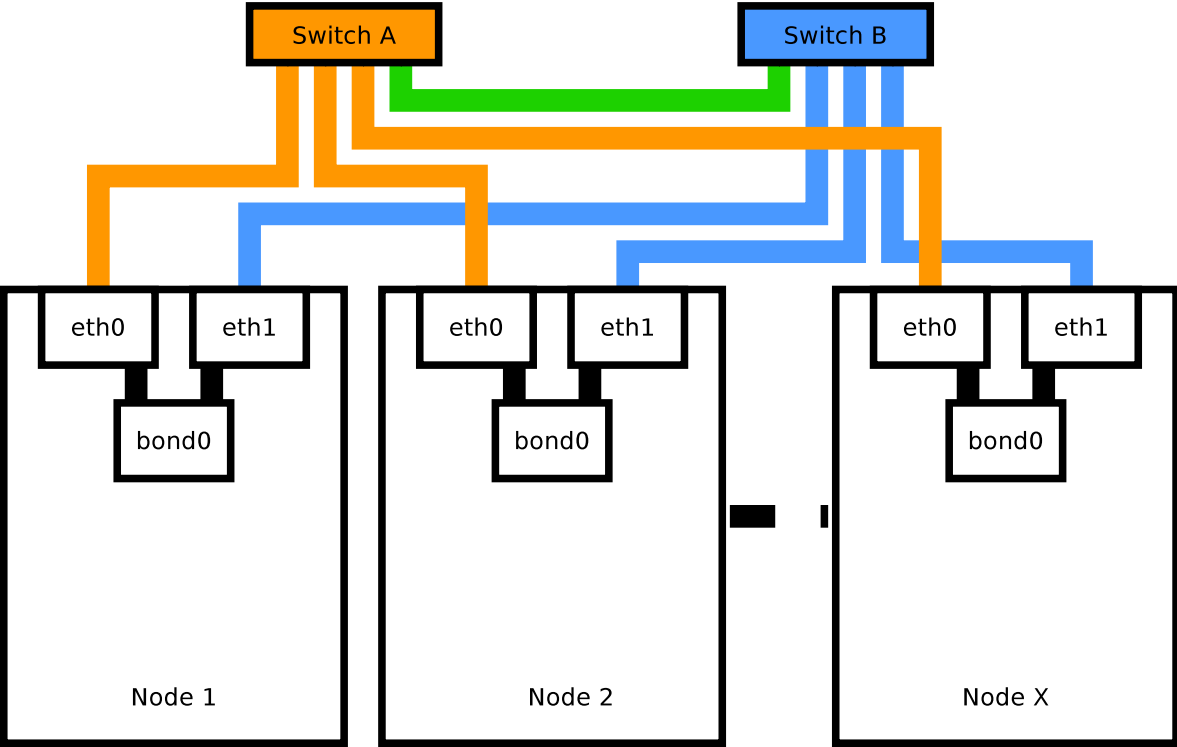 Switch A
Switch B
eth0
eth1
eth0
eth1
eth0
eth1
bond0
bond0
bond0
Node 1
Node 2
Node X